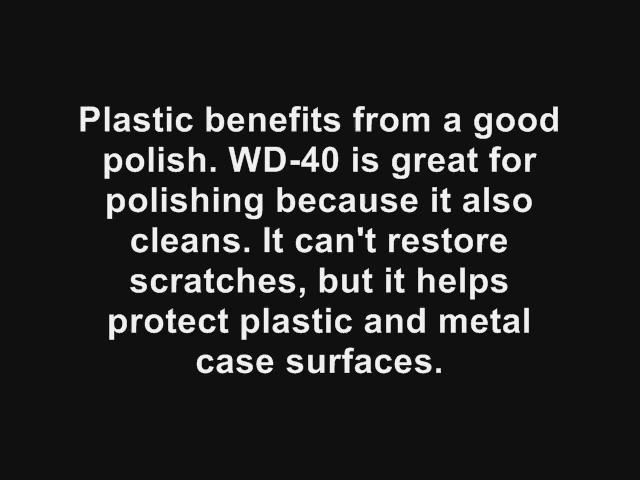 Plastic benefits from a good
polish. WD-40 is great for
polishing because it also
cleans. It can't restore
scratches, but it helps
protect plastic and metal
case surfaces.